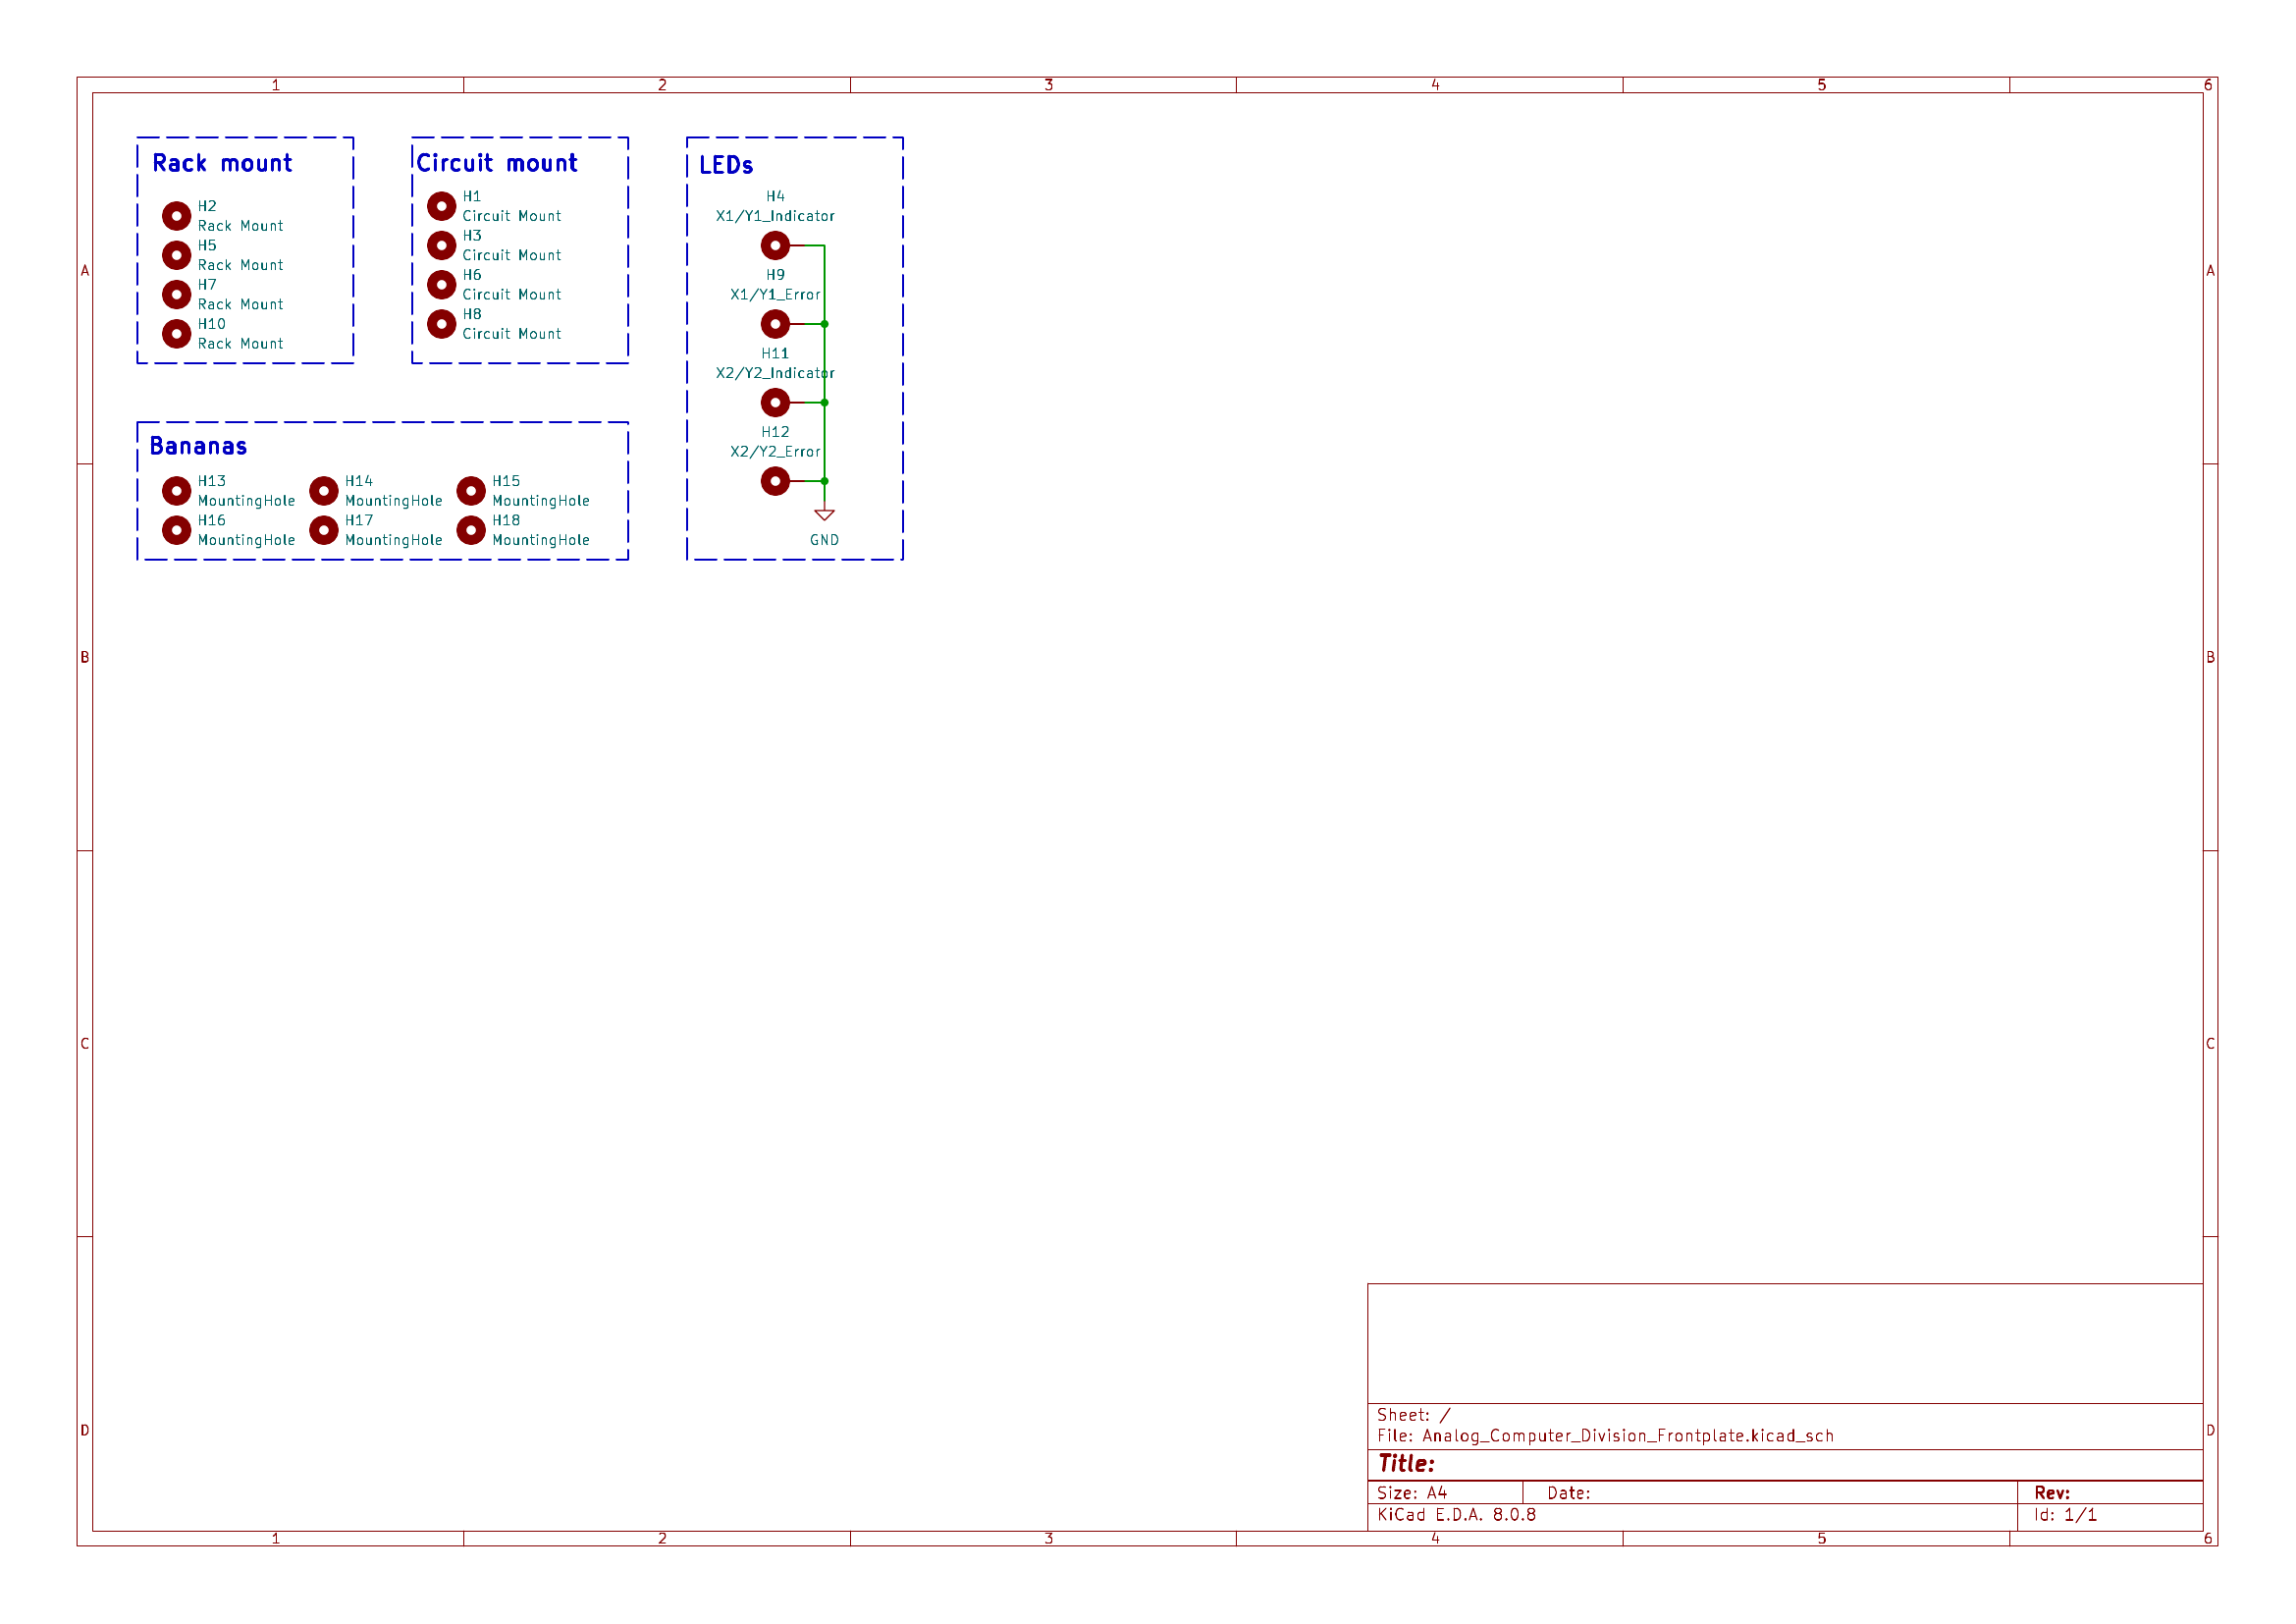 1 2 3 4 5 6
Rack mount
H2
Rack Mount
H5
Rack Mount
H7
Rack Mount
H10
Rack Mount
Circuit mount
H1
Circuit Mount
H3
Circuit Mount
H6
Circuit Mount
H8
Circuit Mount
LEDs
H4
X1/Y1_Indicator
H9
X1/Y1_Error
H11
X2/Y2_Indicator
H12
X2/Y2_Error
GND
Bananas
H13
MountingHole
H14
MountingHole
H15
MountingHole
H16
MountingHole
H17
MountingHole
H18
MountingHole
A A
B B
C C
D D
Sheet: /
File: Analog_Computer_Division_Frontplate.kicad_sch
Title:
Size: A4 Date: Rev:
KiCad E.D.A. 8.0.8 Id: 1/1
1 2 3 4 5 6